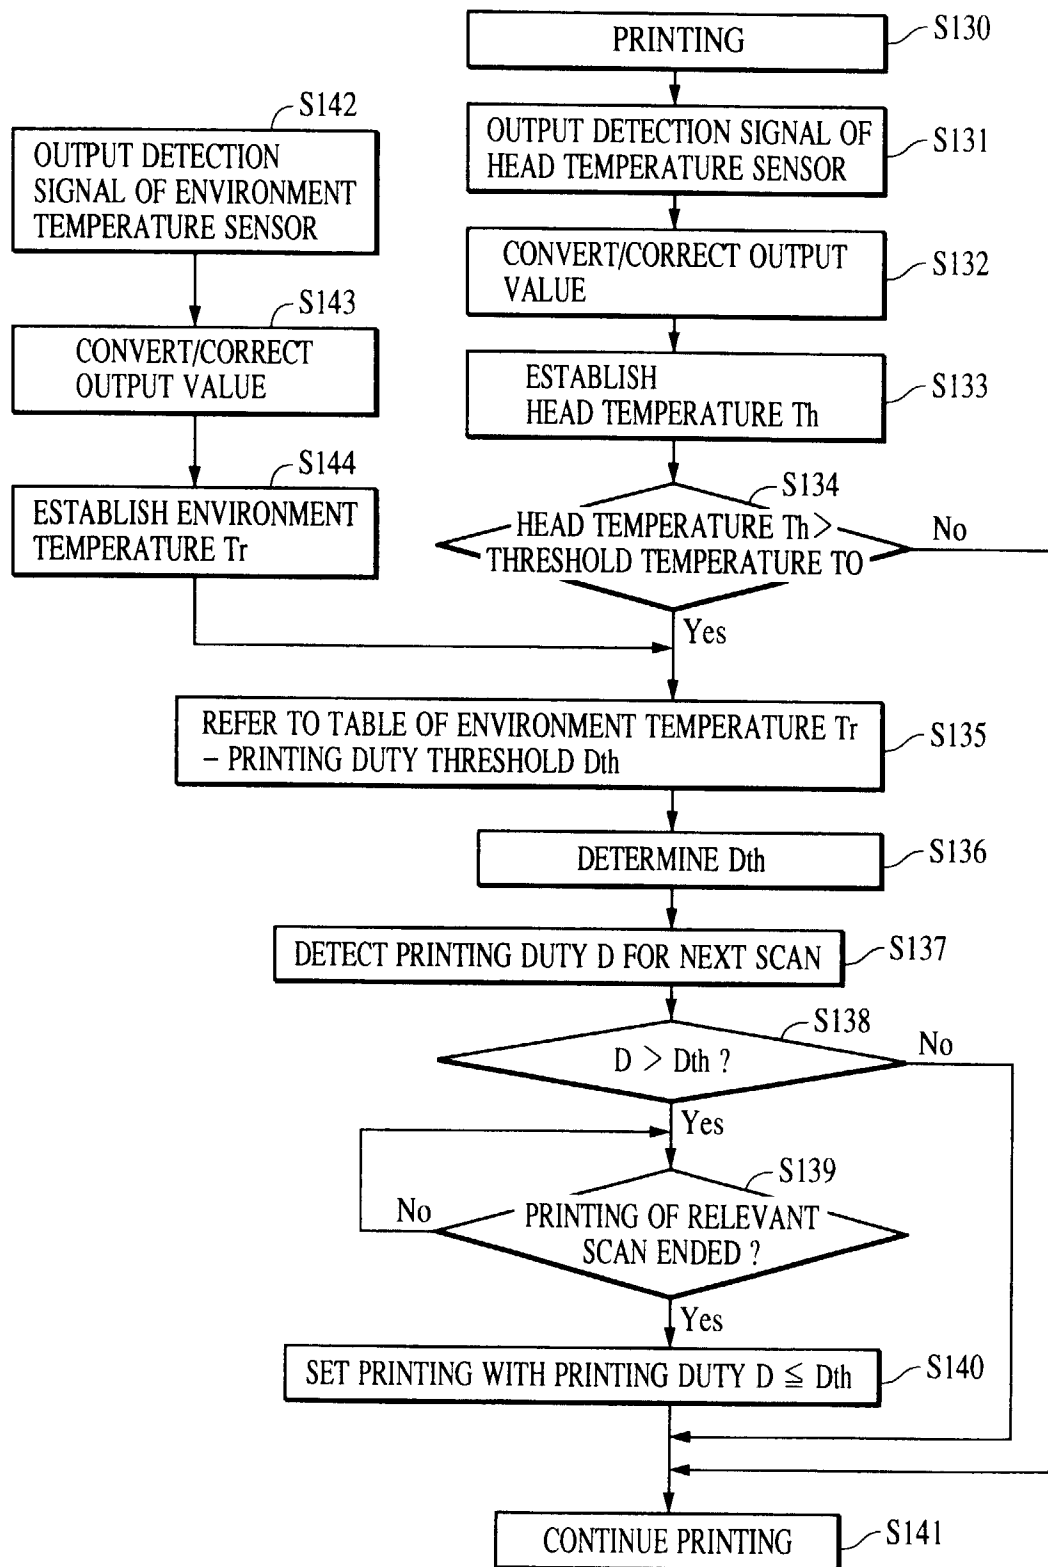 PRINTING
S130
S142
OUTPUT DETECTION
SIGNAL OF ENVIRONMENT
TEMPERATURE SENSOR
OUTPUT DETECTION SIGNAL OF
HEAD TEMPERATURE SENSOR
S131
CONVERT/CORRECT OUTPUT
VALUE
S132
S143
CONVERT/CORRECT
OUTPUT VALUE
ESTABLISH
HEAD TEMPERATURE Th
S133
S144
ESTABLISH ENVIRONMENT
TEMPERATURE Tr
S134
HEAD TEMPERATURE Th >
THRESHOLD TEMPERATURE TO
No
Yes
REFER TO TABLE OF ENVIRONMENT TEMPERATURE Tr
– PRINTING DUTY THRESHOLD Dth
S135
DETERMINE Dth
S136
DETECT PRINTING DUTY D FOR NEXT SCAN
S137
S138
D > Dth ?
No
Yes
S139
PRINTING OF RELEVANT
SCAN ENDED ?
No
Yes
SET PRINTING WITH PRINTING DUTY D ≦ Dth
S140
CONTINUE PRINTING
S141